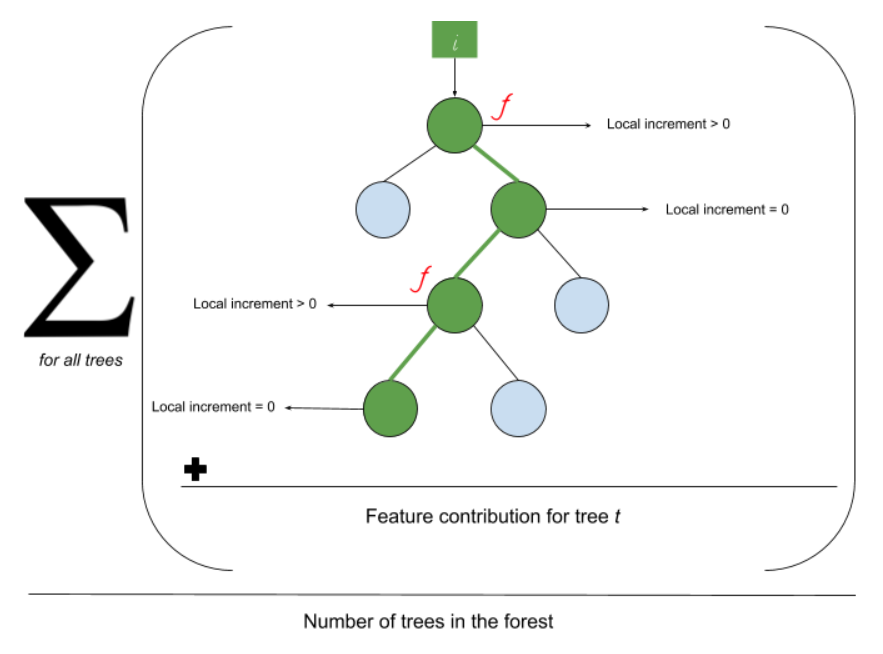 i
f
Local increment > 0
Local increment = 0
f
Local increment > 0
Local increment = 0
∑
for all trees
+
Feature contribution for tree t
Number of trees in the forest